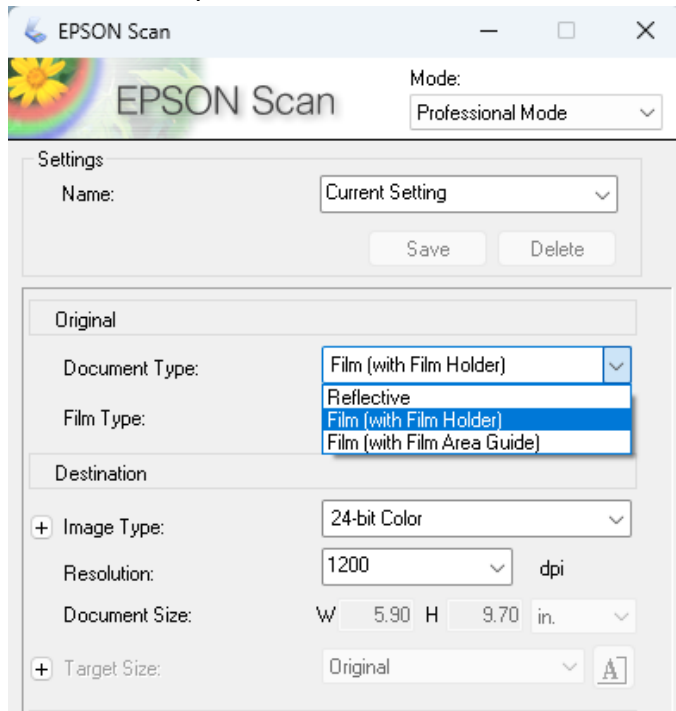 EPSON Scan
EPSON Scan
Mode:
Professional Mode
Settings
Name:
Current Setting
Save Delete
Original
Document Type:
Film (with Film Holder)
Reflective
Film (with Film Holder)
Film (with Film Area Guide)
Film Type:
Destination
+ Image Type:
24-bit Color
Resolution:
1200 dpi
Document Size:
W 5.90 H 9.70 in.
+ Target Size:
Original
A